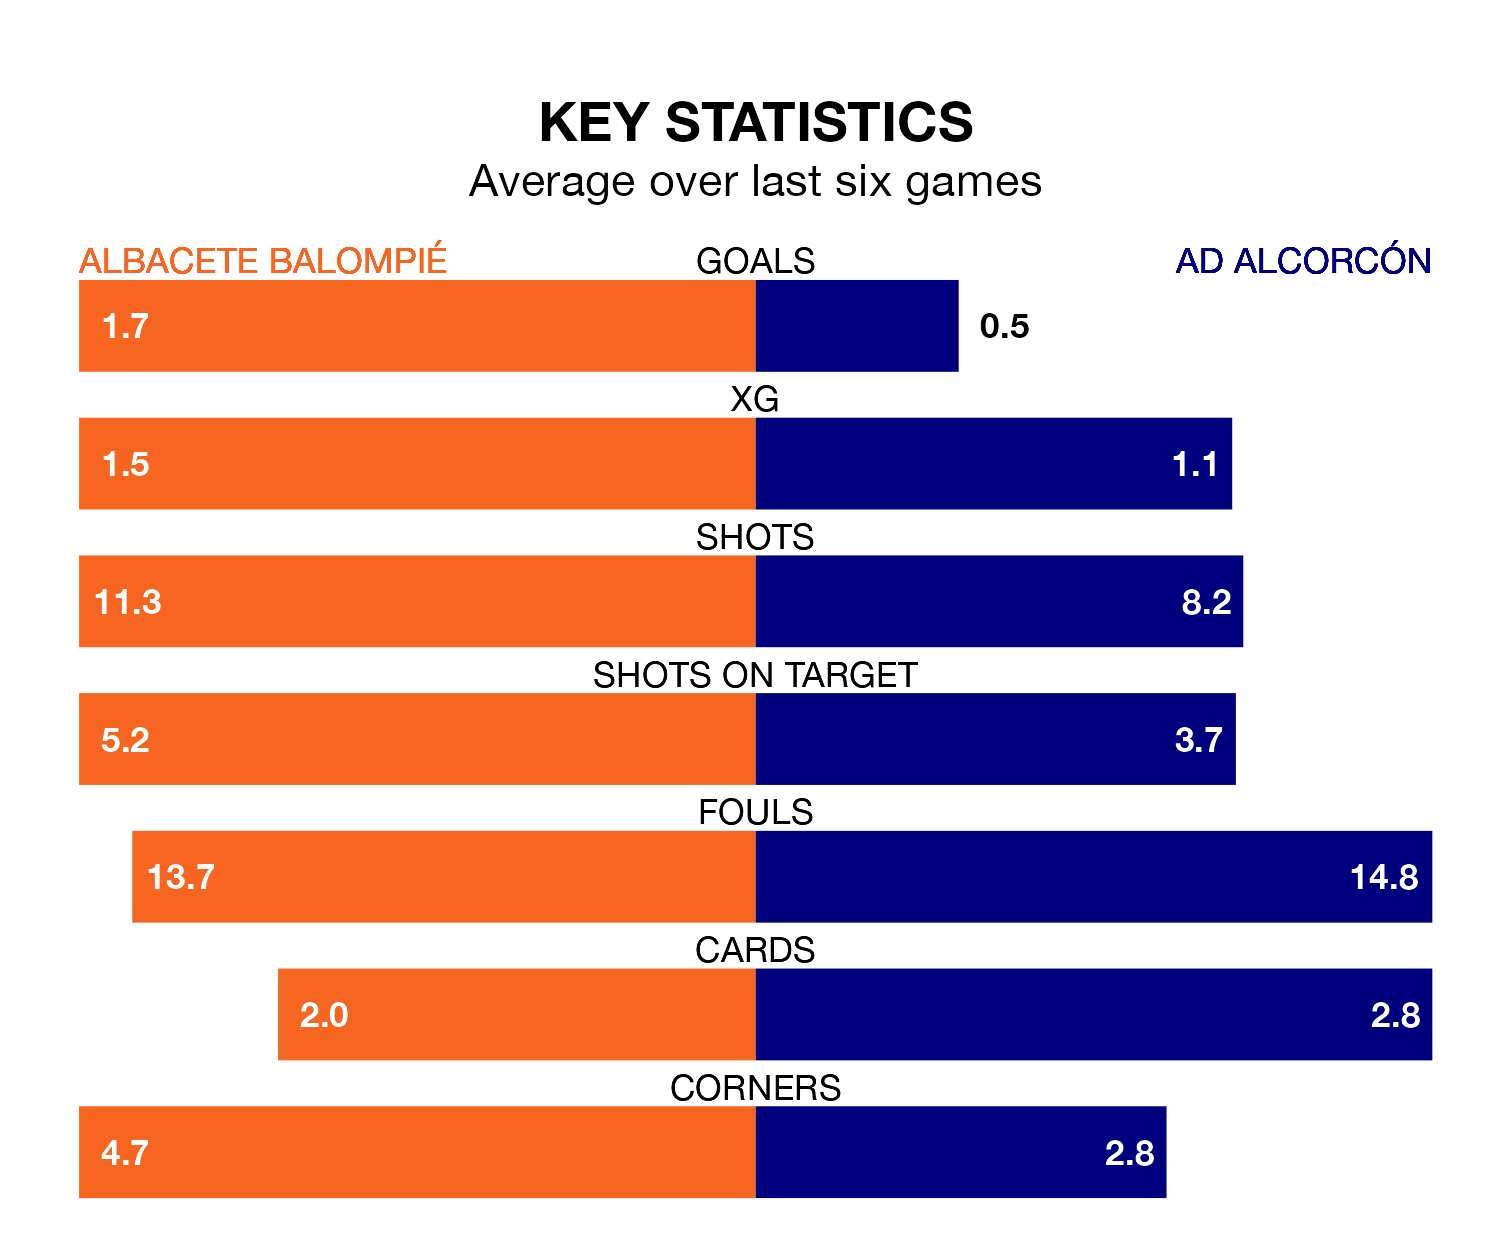 KEY STATISTICS
Average over last six games
ALBACETE BALOMPIÉ GOALS AD ALCORCÓN
1.7 0.5
XG
1.5 1.1
SHOTS
11.3 8.2
SHOTS ON TARGET
5.2 3.7
FOULS
13.7 14.8
CARDS
2.0 2.8
CORNERS
4.7 2.8